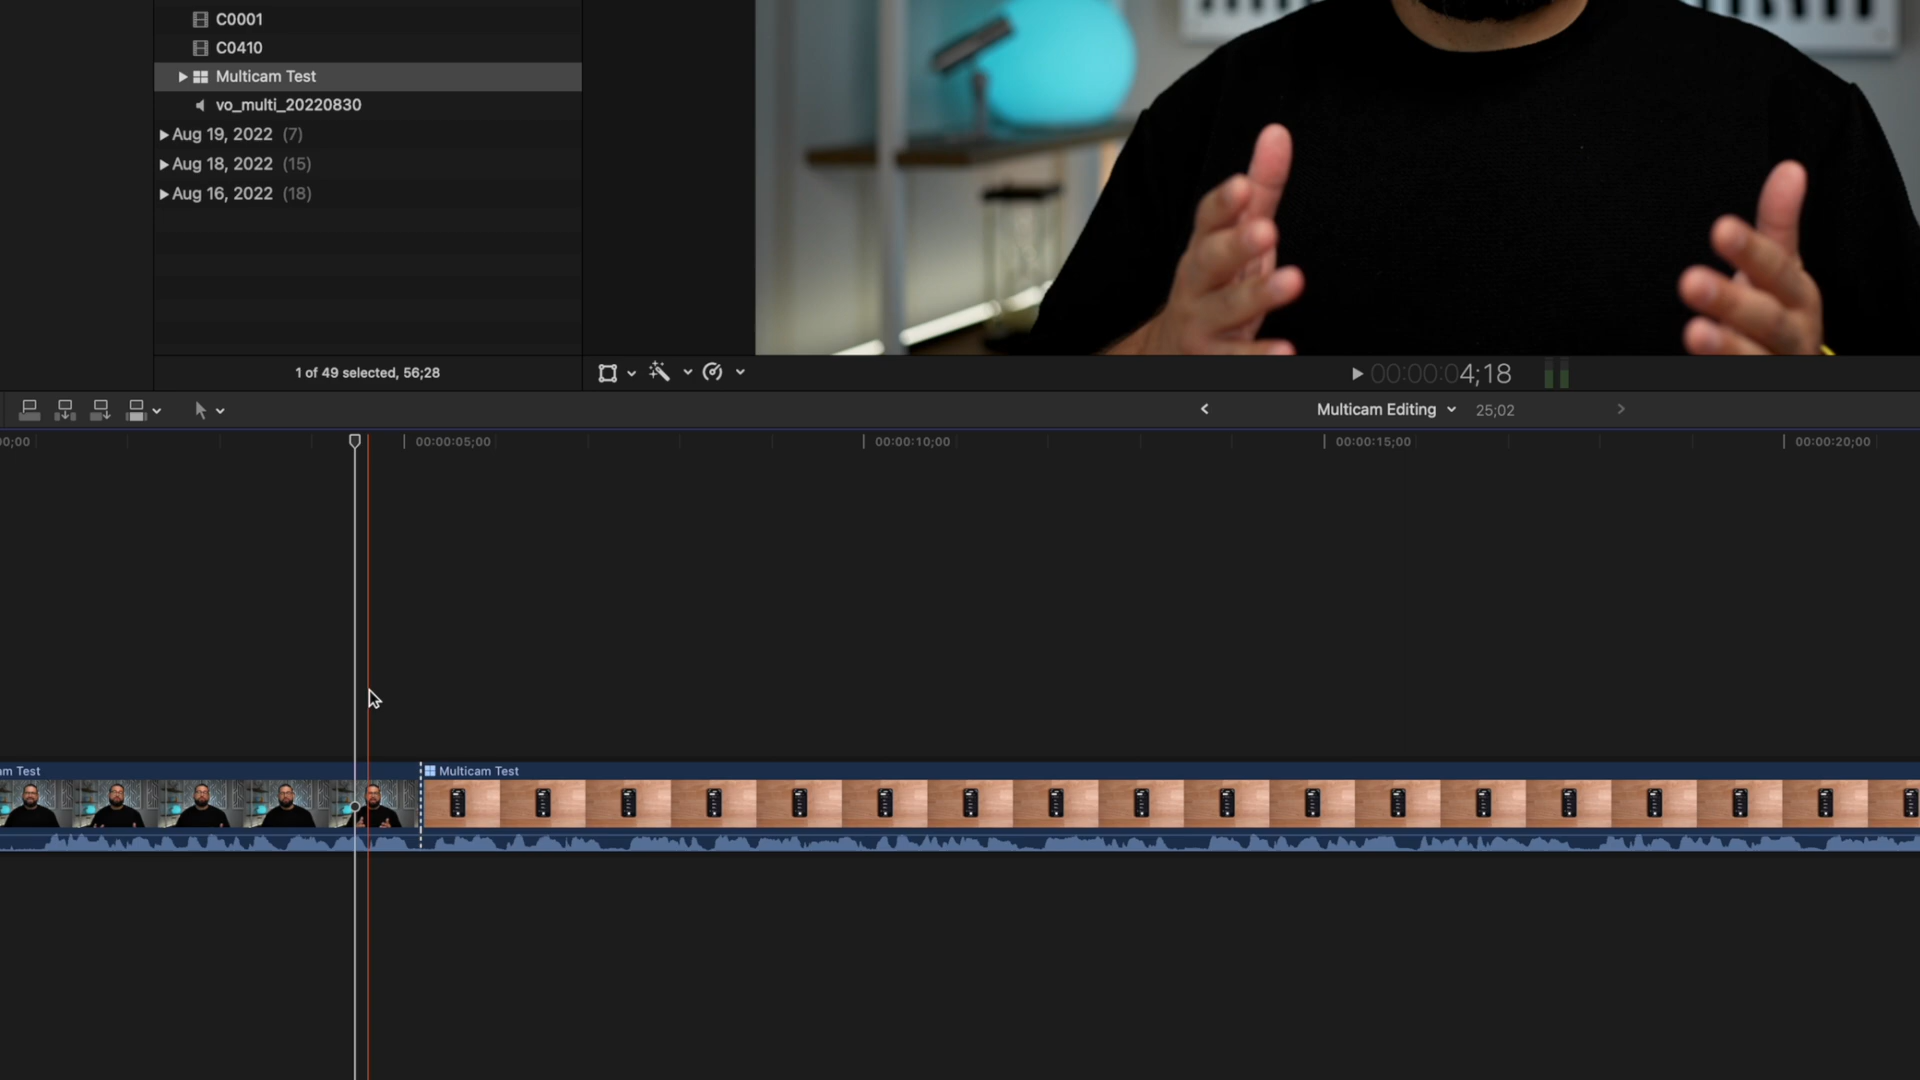 C0001
C0410
Multicam Test
vo_multi_20220830
Aug 19, 2022 (7)
Aug 18, 2022 (15)
Aug 16, 2022 (18)
1 of 49 selected, 56;28
00:00:04;18
Multicam Editing 25;02
00;00 00:00:05;00 00:00:10;00 00:00:15;00 00:00:20;00
am Test Multicam Test